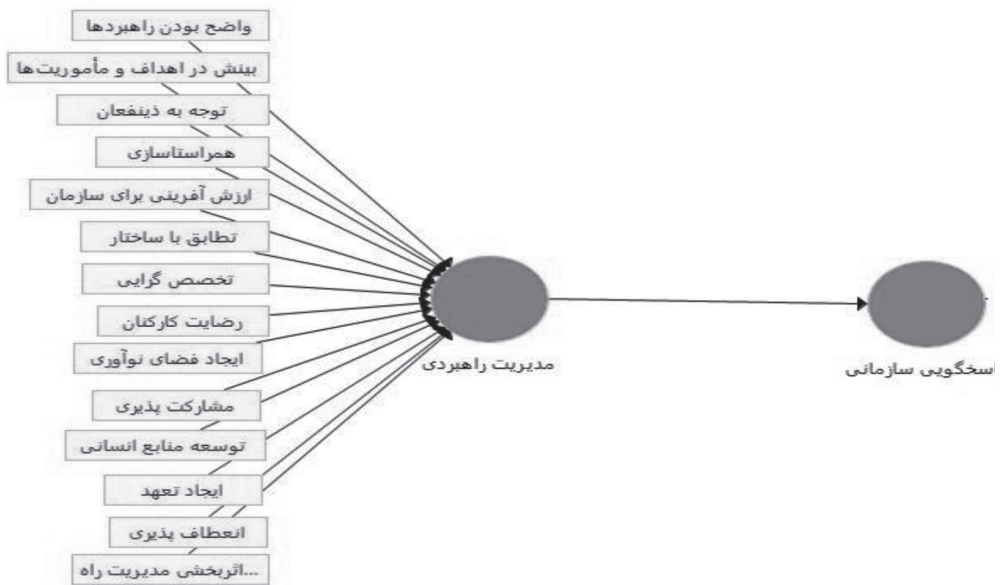 واضح بودن راهبردها
بینش در اهداف و مأموریت‌ها
توجه به ذینفعان
همراستاسازی
ارزش آفرینی برای سازمان
تطابق با ساختار
تخصص گرایی
رضایت کارکنان
ایجاد فضای نوآوری
مشارکت پذیری
توسعه منابع انسانی
ایجاد تعهد
انعطاف پذیری
اثربخشی مدیریت راه...
مدیریت راهبردی
اسخگویی سازمانی